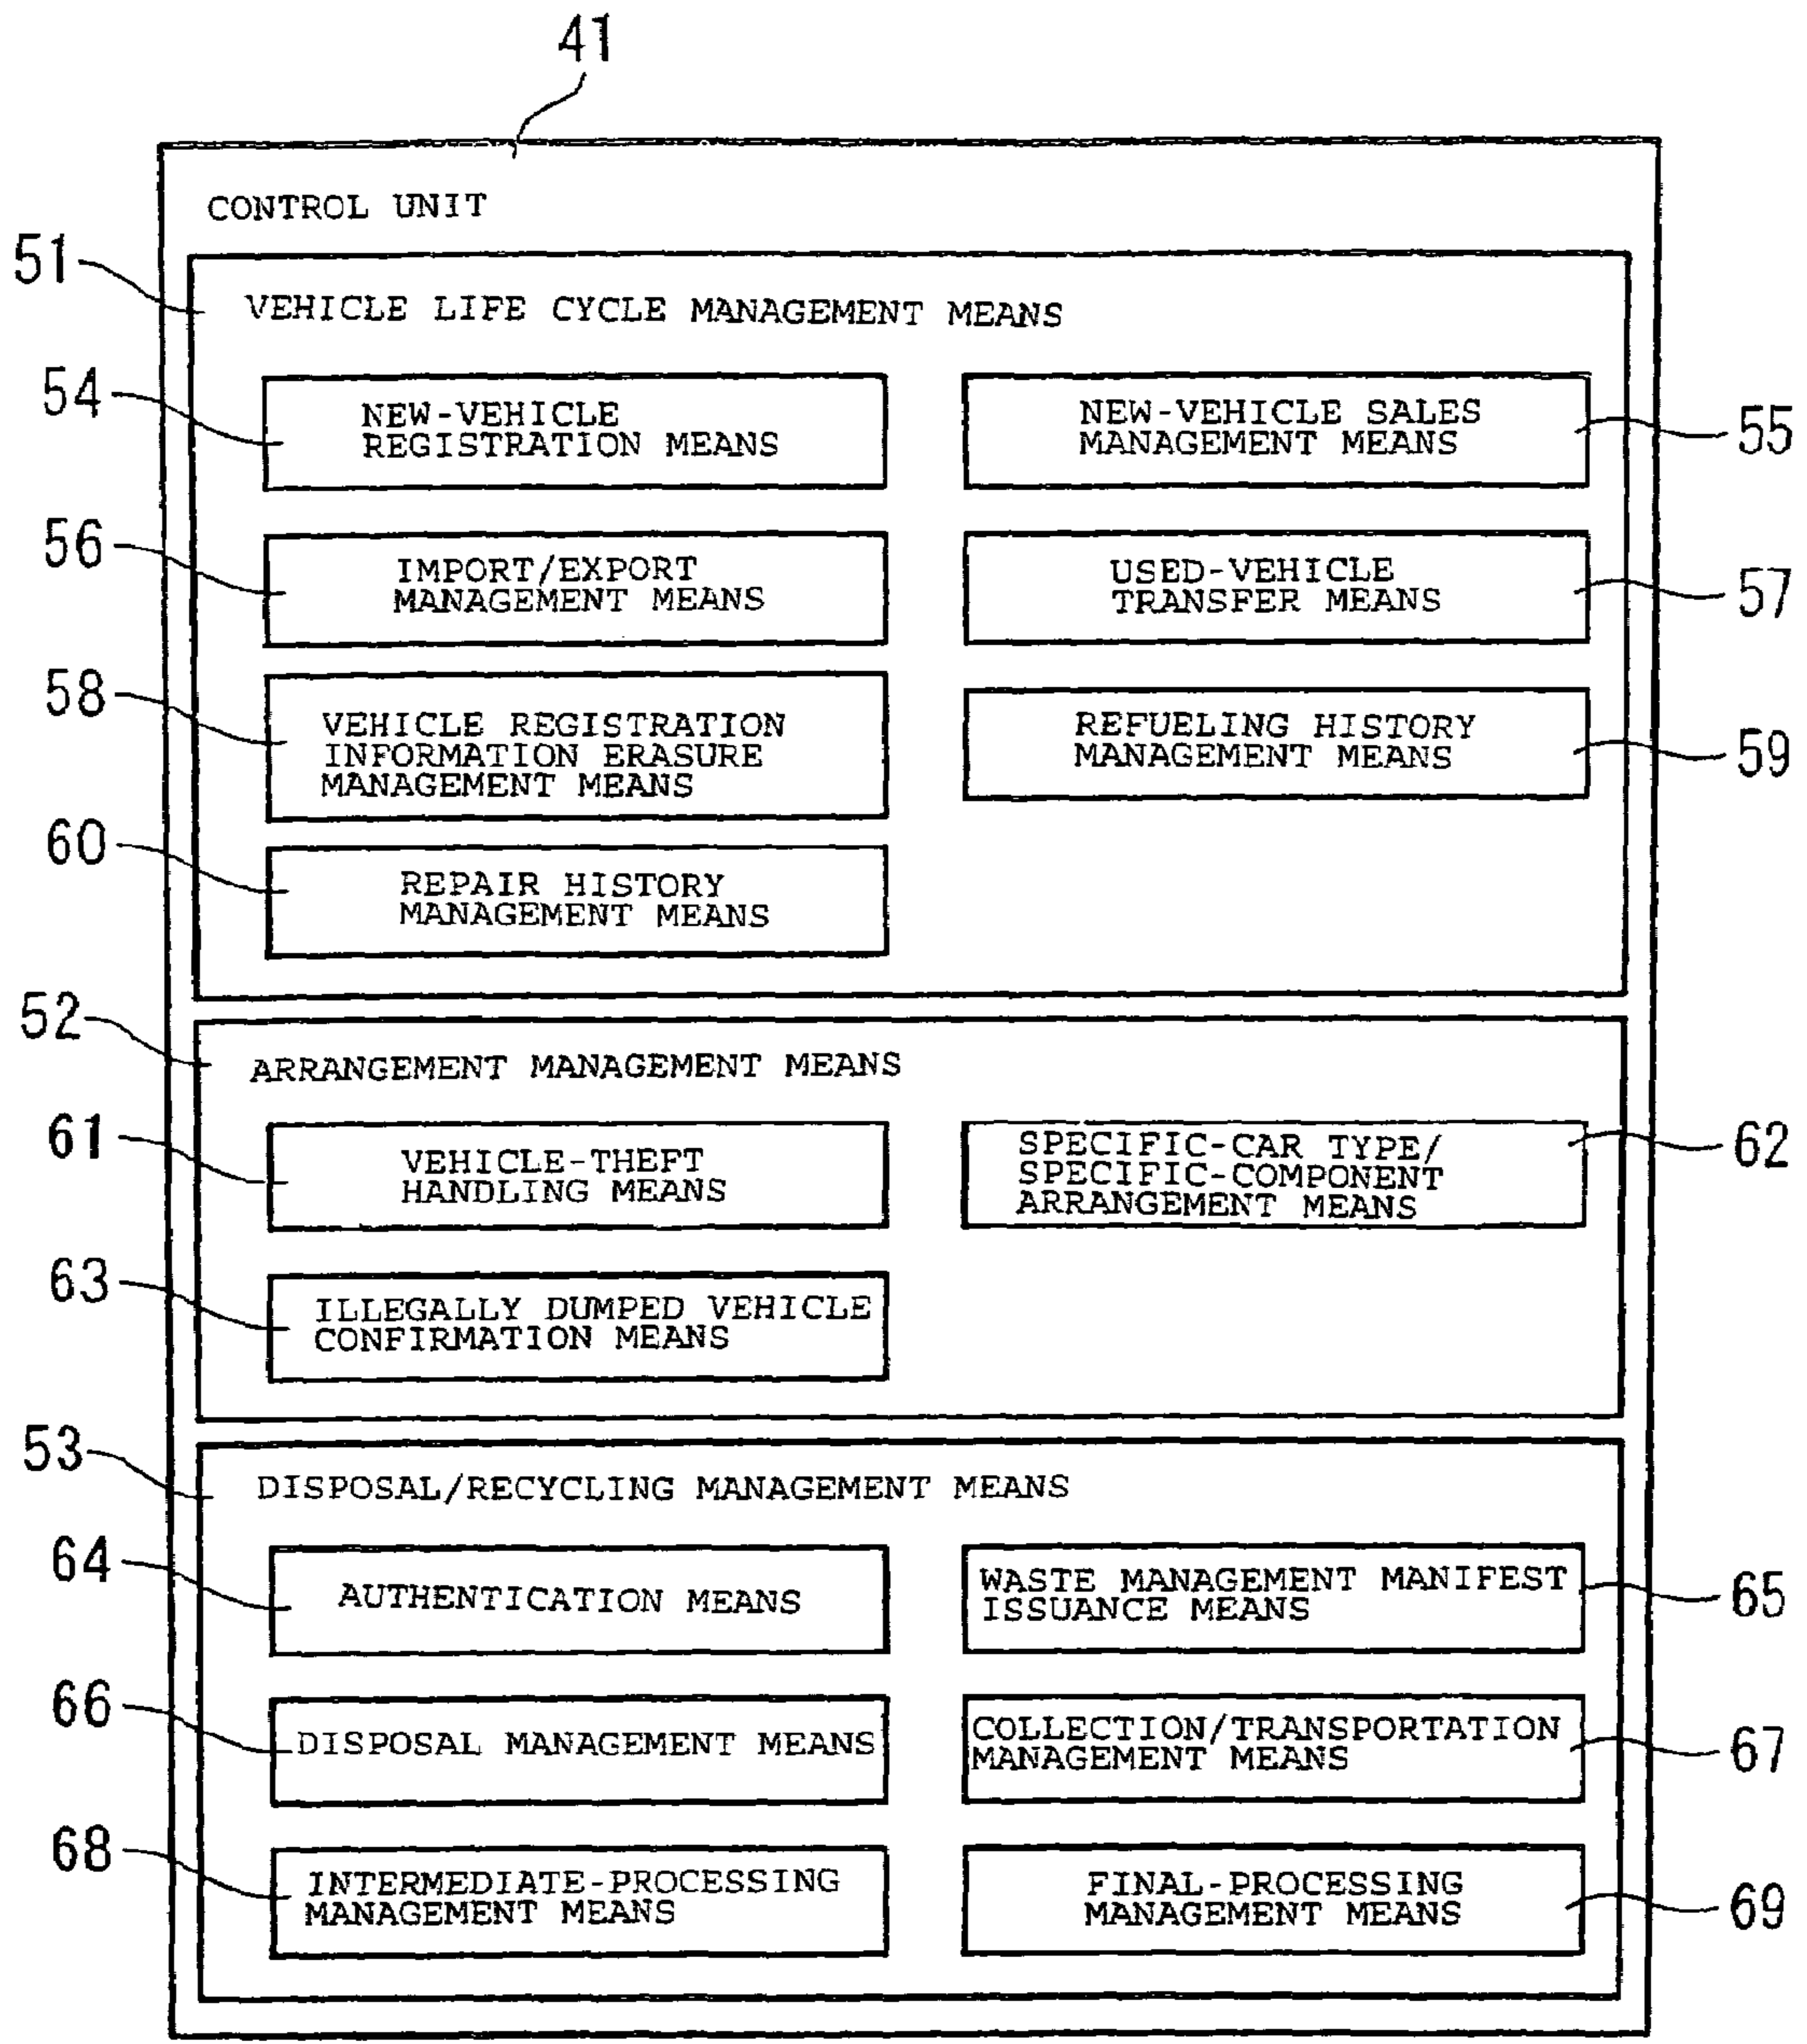 41
CONTROL UNIT
51
VEHICLE LIFE CYCLE MANAGEMENT MEANS
54
NEW-VEHICLE
REGISTRATION MEANS
NEW-VEHICLE SALES
MANAGEMENT MEANS
55
56
IMPORT/EXPORT
MANAGEMENT MEANS
USED-VEHICLE
TRANSFER MEANS
57
58
VEHICLE REGISTRATION
INFORMATION ERASURE
MANAGEMENT MEANS
REFUELING HISTORY
MANAGEMENT MEANS
59
60
REPAIR HISTORY
MANAGEMENT MEANS
52
ARRANGEMENT MANAGEMENT MEANS
61
VEHICLE-THEFT
HANDLING MEANS
SPECIFIC-CAR TYPE/
SPECIFIC-COMPONENT
ARRANGEMENT MEANS
62
63
ILLEGALLY DUMPED VEHICLE
CONFIRMATION MEANS
53
DISPOSAL/RECYCLING MANAGEMENT MEANS
64
AUTHENTICATION MEANS
WASTE MANAGEMENT MANIFEST
ISSUANCE MEANS
65
66
DISPOSAL MANAGEMENT MEANS
COLLECTION/TRANSPORTATION
MANAGEMENT MEANS
67
68
INTERMEDIATE-PROCESSING
MANAGEMENT MEANS
FINAL-PROCESSING
MANAGEMENT MEANS
69